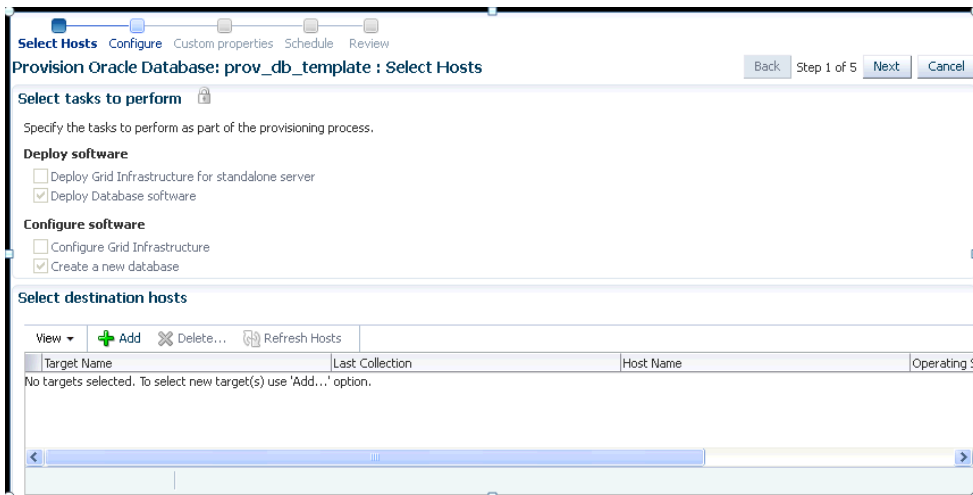 Select Hosts Configure Custom properties Schedule Review
Provision Oracle Database: prov_db_template : Select Hosts
Back Step 1 of 5 Next Cancel
Select tasks to perform
Specify the tasks to perform as part of the provisioning process.
Deploy software
Deploy Grid Infrastructure for standalone server
Deploy Database software
Configure software
Configure Grid Infrastructure
Create a new database
Select destination hosts
View Add Delete... Refresh Hosts
Target Name Last Collection Host Name Operating S
No targets selected. To select new target(s) use 'Add...' option.